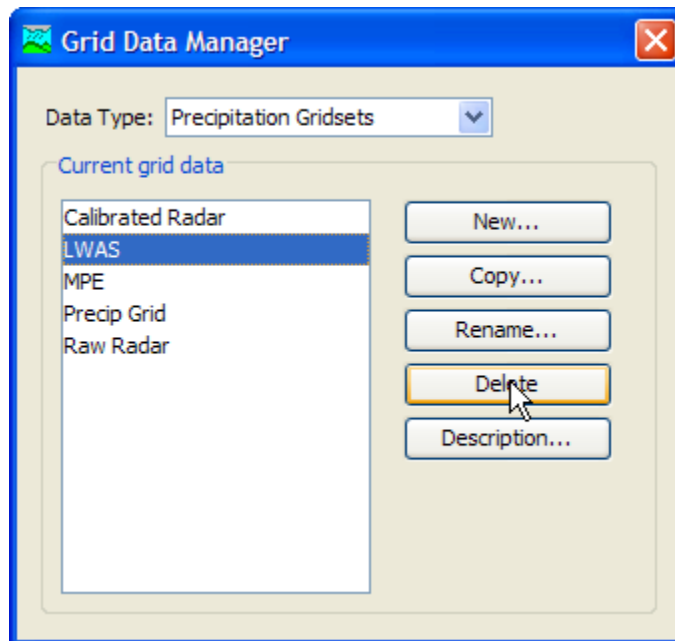 Grid Data Manager
Data Type: Precipitation Gridsets
Current grid data
Calibrated Radar
LWAS
MPE
Precip Grid
Raw Radar
New...
Copy...
Rename...
Delete
Description...